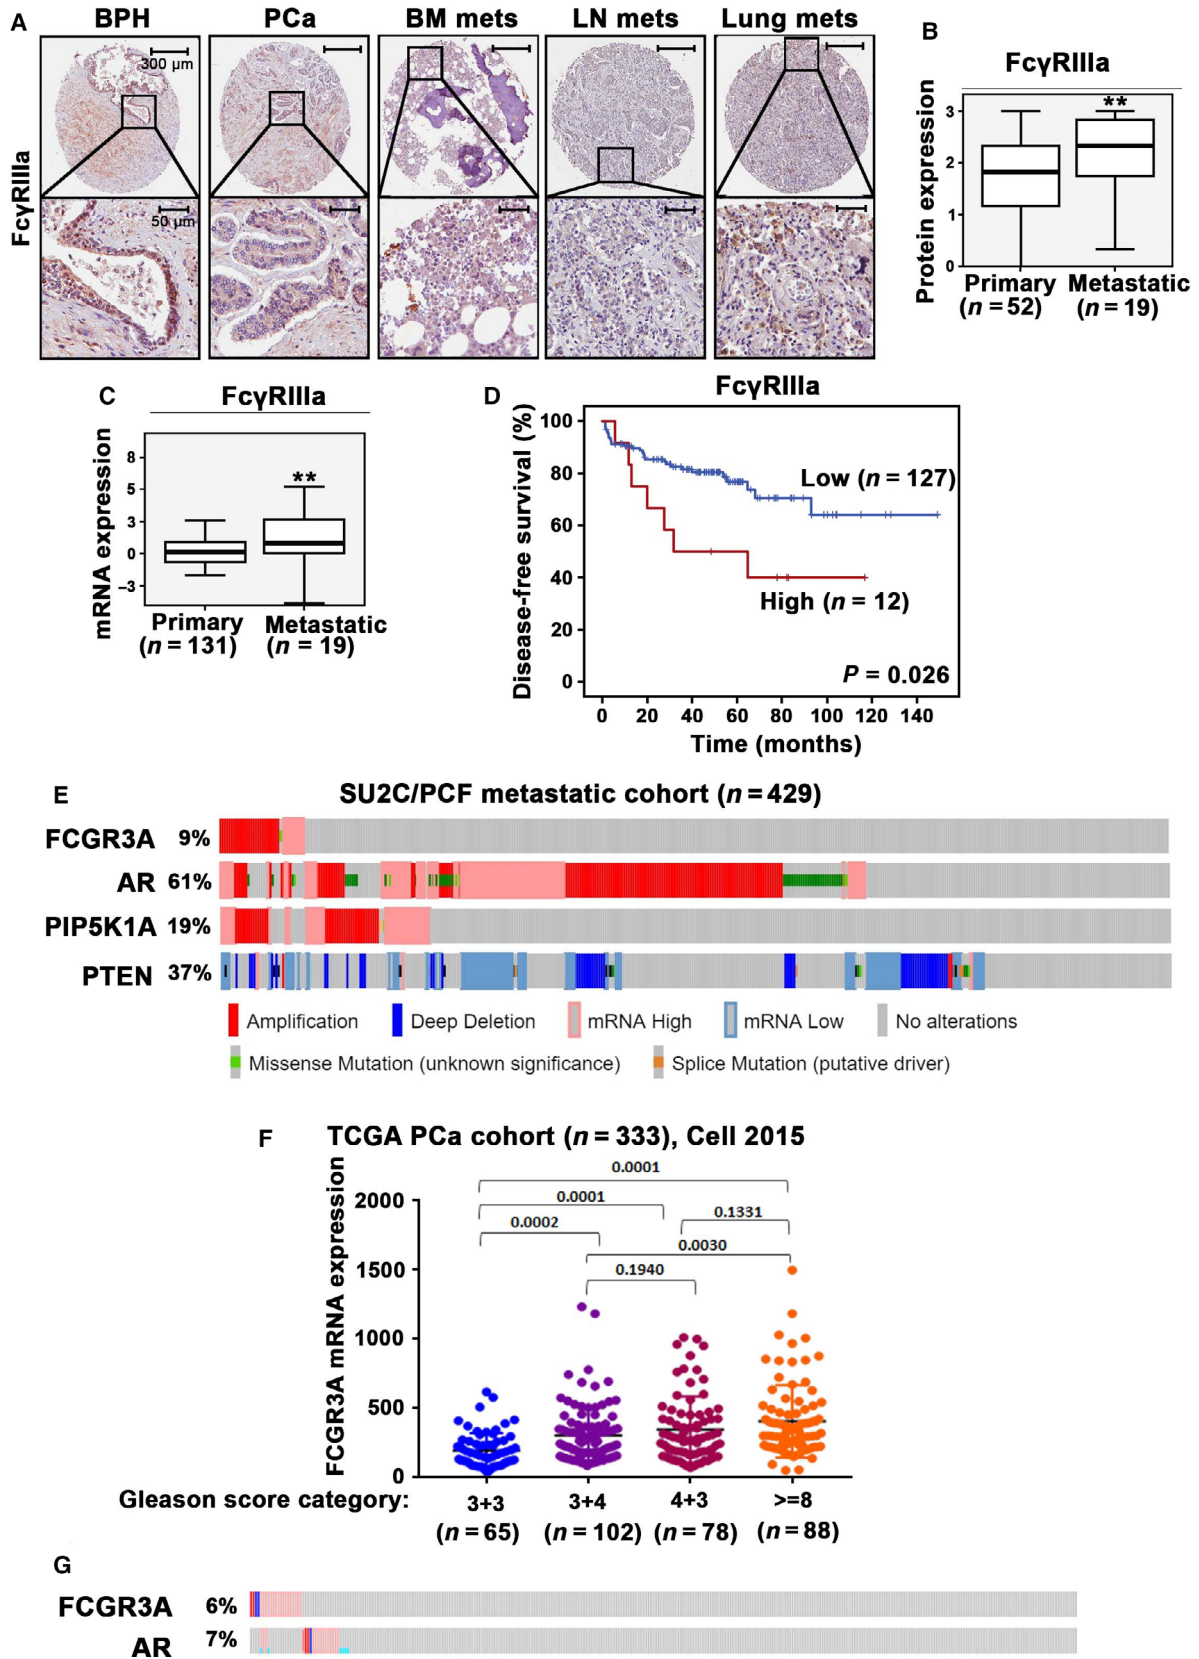 A
BPH
PCa
BM mets
LN mets
Lung mets
FcγRIIIa
300 µm
50 µm
B
FcγRIIIa
Protein expression
3
2
1
0
**
Primary
(n = 52)
Metastatic
(n = 19)
C
FcγRIIIa
mRNA expression
8
5
3
0
–3
**
Primary
(n = 131)
Metastatic
(n = 19)
D
FcγRIIIa
Disease-free survival (%)
100
80
60
40
20
0
Low (n = 127)
High (n = 12)
P = 0.026
0 20 40 60 80 100 120 140
Time (months)
E
SU2C/PCF metastatic cohort (n = 429)
FCGR3A 9%
AR 61%
PIP5K1A 19%
PTEN 37%
Amplification
Deep Deletion
mRNA High
mRNA Low
No alterations
Missense Mutation (unknown significance)
Splice Mutation (putative driver)
F
TCGA PCa cohort (n = 333), Cell 2015
FCGR3A mRNA expression
2000
1500
1000
500
0
0.0001
0.0001
0.1331
0.0002
0.0030
0.1940
Gleason score category: 3+3 3+4 4+3 >=8
(n = 65) (n = 102) (n = 78) (n = 88)
G
FCGR3A 6%
AR 7%